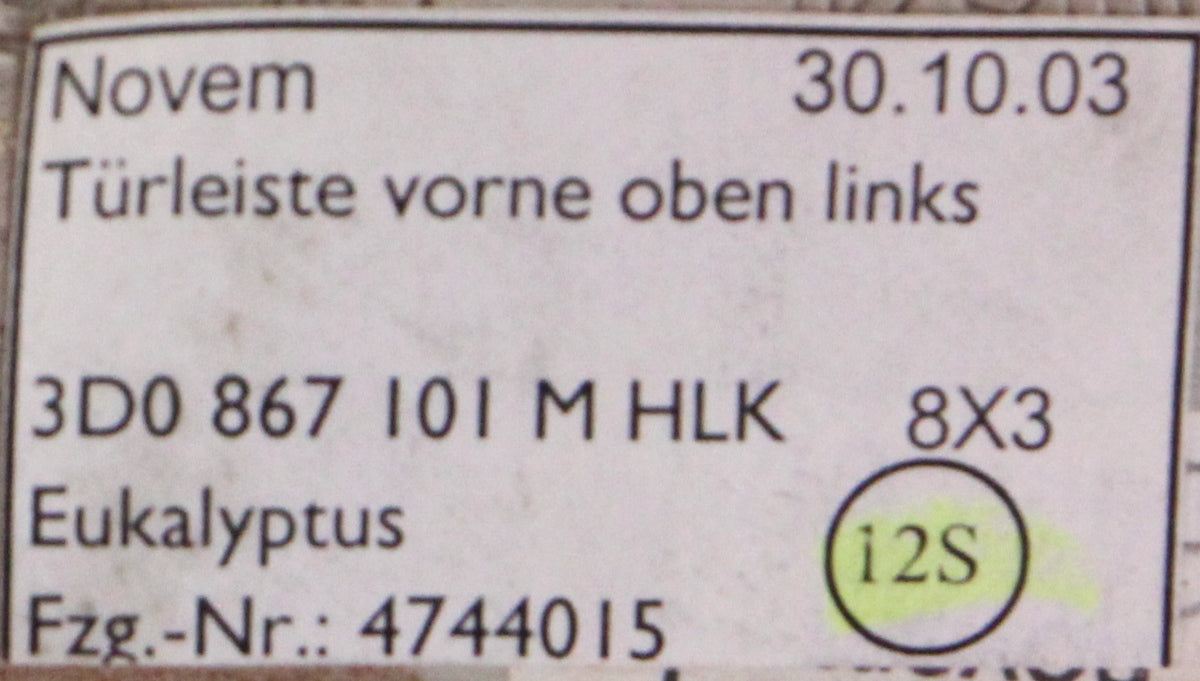 Novem 30.10.03
Türleiste vorne oben links
3D0 867 101 M HLK 8X3
Eukalyptus
i2S
Fzg.-Nr.: 4744015